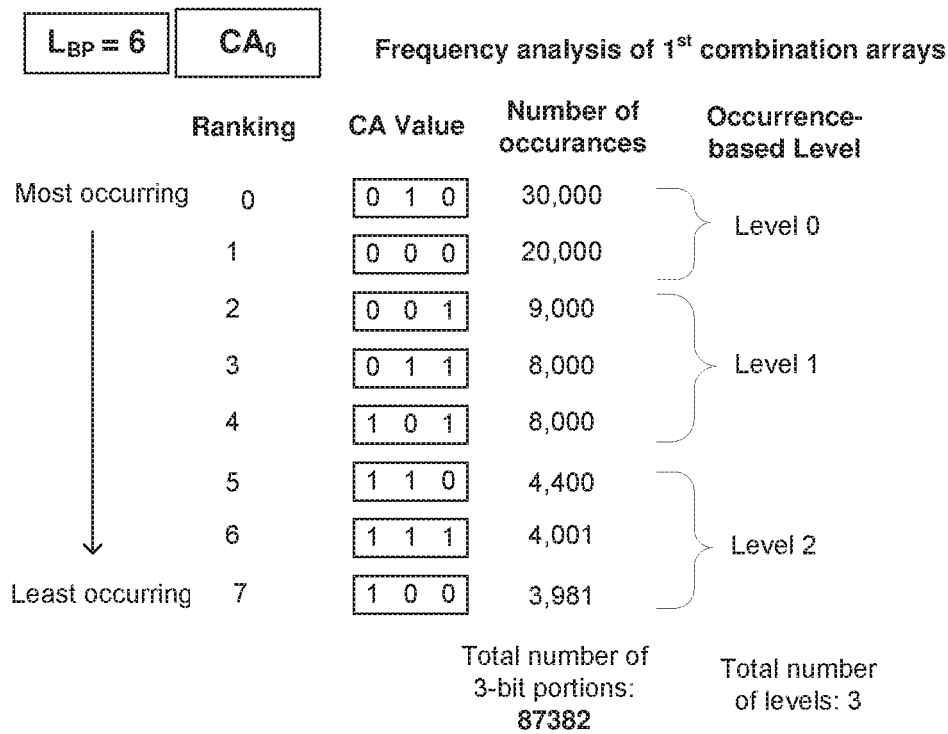 L_BP = 6 CA_0 Frequency analysis of 1st combination arrays
Ranking CA Value Number of occurances Occurrence-based Level
Most occurring 0 0 1 0 30,000
Level 0
1 0 0 0 20,000
2 0 0 1 9,000
3 0 1 1 8,000 Level 1
4 1 0 1 8,000
5 1 1 0 4,400
6 1 1 1 4,001 Level 2
Least occurring 7 1 0 0 3,981
Total number of
3-bit portions:
87382
Total number
of levels: 3